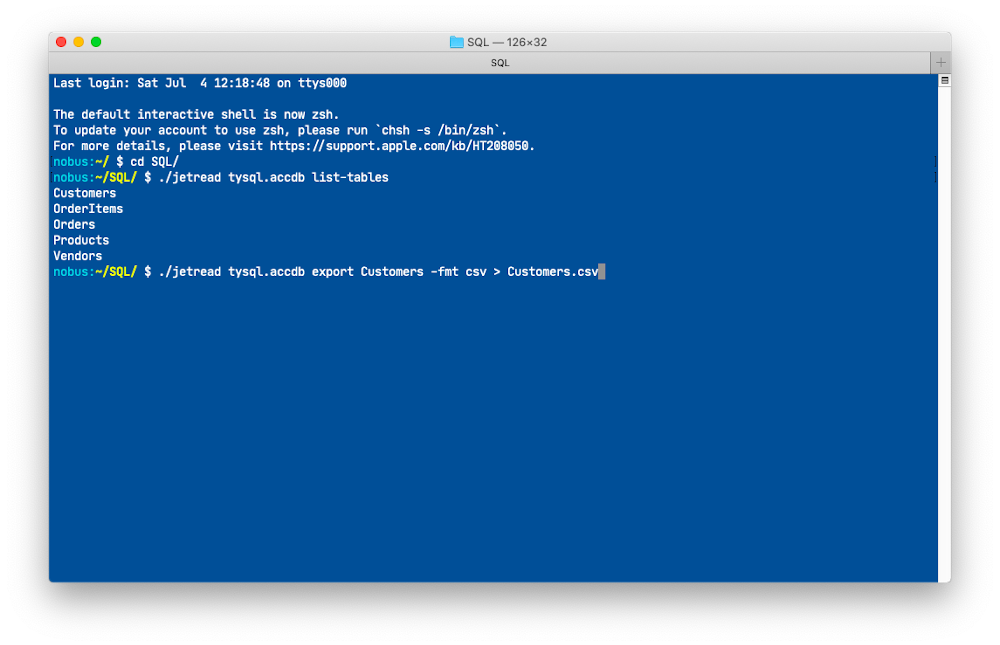 SQL — 126×32
SQL
Last login: Sat Jul  4 12:18:48 on ttys000
The default interactive shell is now zsh.
To update your account to use zsh, please run `chsh -s /bin/zsh`.
For more details, please visit https://support.apple.com/kb/HT208050.
nobus:~/ $ cd SQL/
nobus:~/SQL/ $ ./jetread tysql.accdb list-tables
Customers
OrderItems
Orders
Products
Vendors
nobus:~/SQL/ $ ./jetread tysql.accdb export Customers -fmt csv > Customers.csv